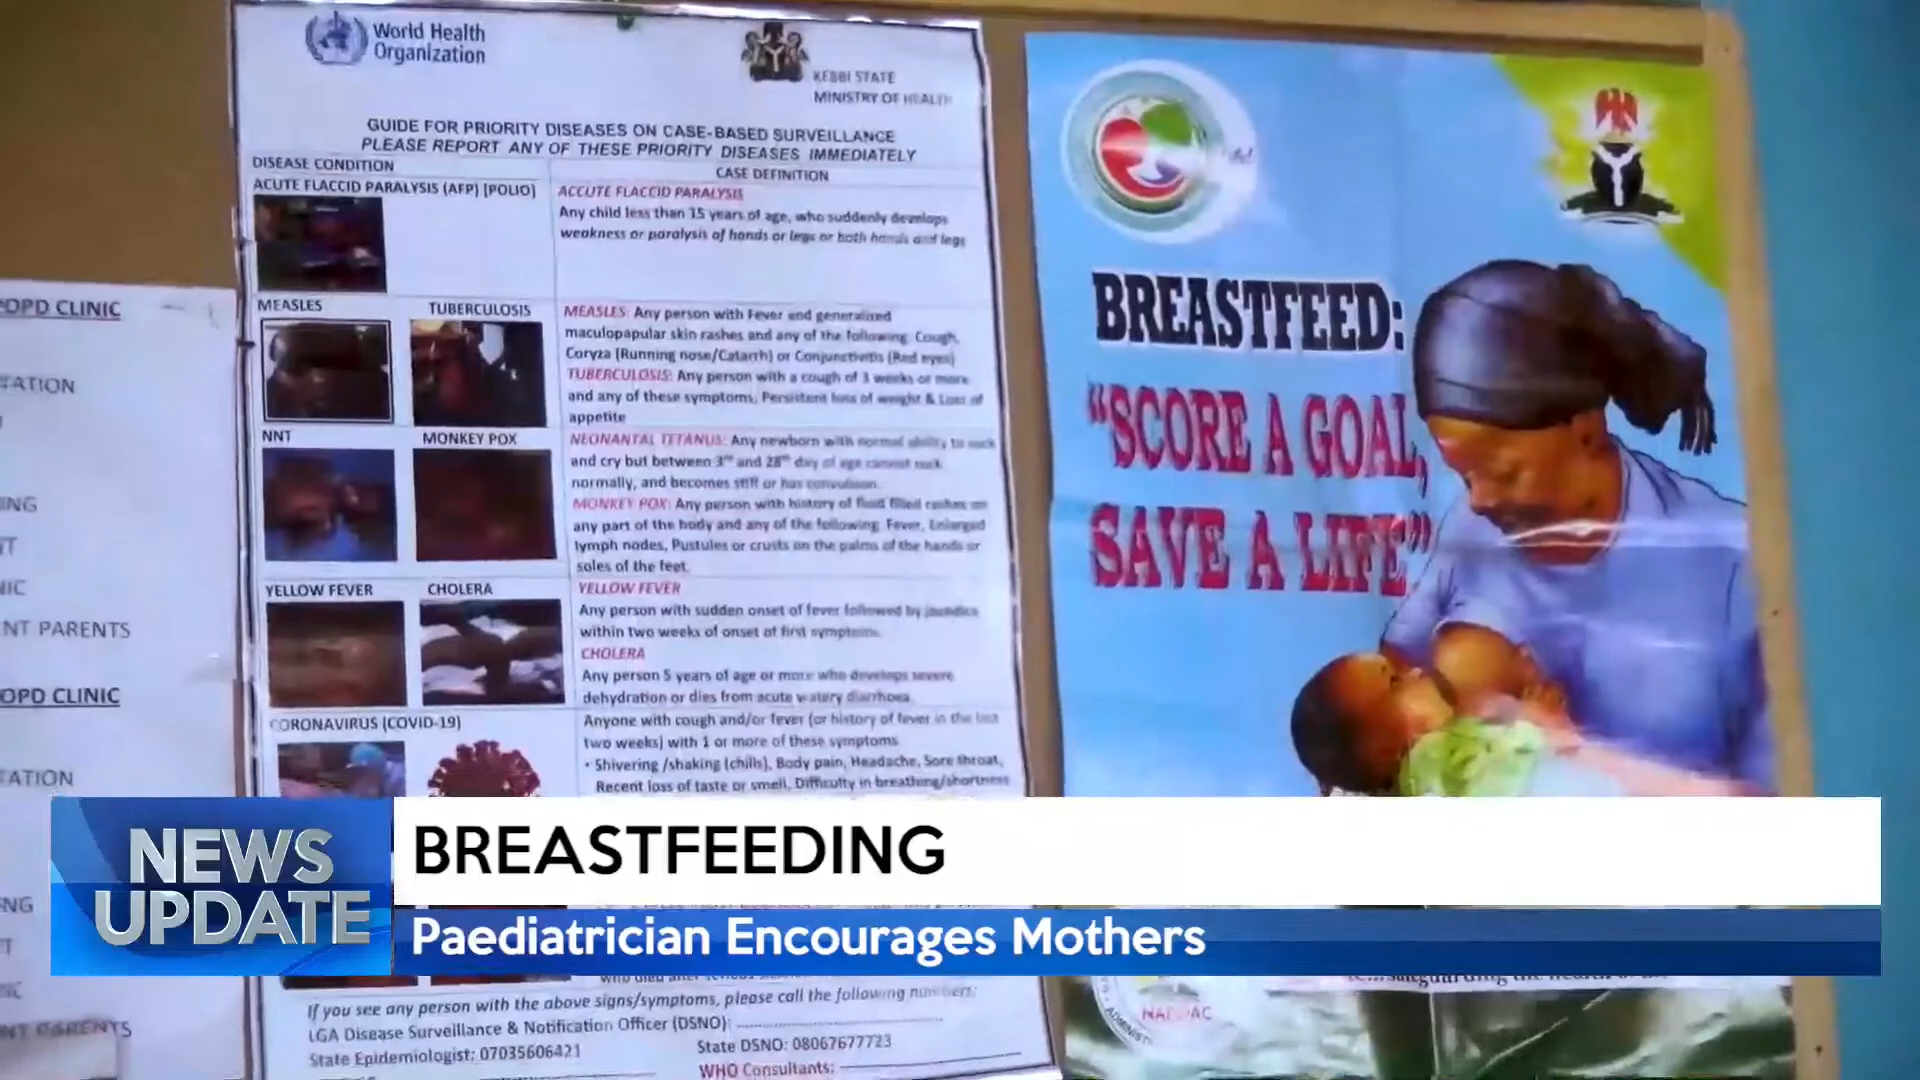 OPD CLINIC
TATION
ING
NIC
NT PARENTS
OPD CLINIC
TATION
NG
NT PARENTS
World Health
Organization
KEBBI STATE
MINISTRY OF HEALTH
GUIDE FOR PRIORITY DISEASES ON CASE-BASED SURVEILLANCE
PLEASE REPORT ANY OF THESE PRIORITY DISEASES IMMEDIATELY
DISEASE CONDITION
CASE DEFINITION
ACUTE FLACCID PARALYSIS (AFP) [POLIO)
ACCUTE FLACCID PARALYSIS
Any child less than 15 years of age, who suddenly develops
weakness or paralysis of hands or legs or both hands and legs
MEASLES
TUBERCULOSIS
MEASLES: Any person with Fever and generalized
maculopapular skin rashes and any of the following: Cough,
Coryza (Running nose/Catarrh) or Conjunctivitis (Red eyes)
TUBERCULOSIS: Any person with a cough of 3 weeks or more
and any of these symptoms, Persistent loss of weight & Loss of
appetite
NNT
MONKEY POX
NEONANTAL TETANUS: Any newborn with normal ability to suck
and cry but between 3rd and 28th day of age cannot suck
normally, and becomes stiff or has convulsion.
MONKEY POX: Any person with history of fluid filled rashes on
any part of the body and any of the following: Fever, Enlarged
lymph nodes, Pustules or crusts on the palms of the hands or
soles of the feet.
YELLOW FEVER
CHOLERA
YELLOW FEVER
Any person with sudden onset of fever followed by jaundice
within two weeks of onset of first symptoms.
CHOLERA
Any person 5 years of age or more who develops severe
dehydration or dies from acute watery diarrhoea.
CORONAVIRUS (COVID-19)
Anyone with cough and/or fever (or history of fever in the last
two weeks) with 1 or more of these symptoms
• Shivering /shaking (chills), Body pain, Headache, Sore throat,
Recent loss of taste or smell, Difficulty in breathing/shortness
If you see any person with the above signs/symptoms, please call the following numbers:
LGA Disease Surveillance & Notification Officer (DSNO):
State Epidemiologist: 07035606421
State DSNO: 08067677723
WHO Consultants:
BREASTFEED:
"SCORE A GOAL,
SAVE A LIFE"
safeguarding the health of
NAFDAC
NEWS
UPDATE
BREASTFEEDING
Paediatrician Encourages Mothers